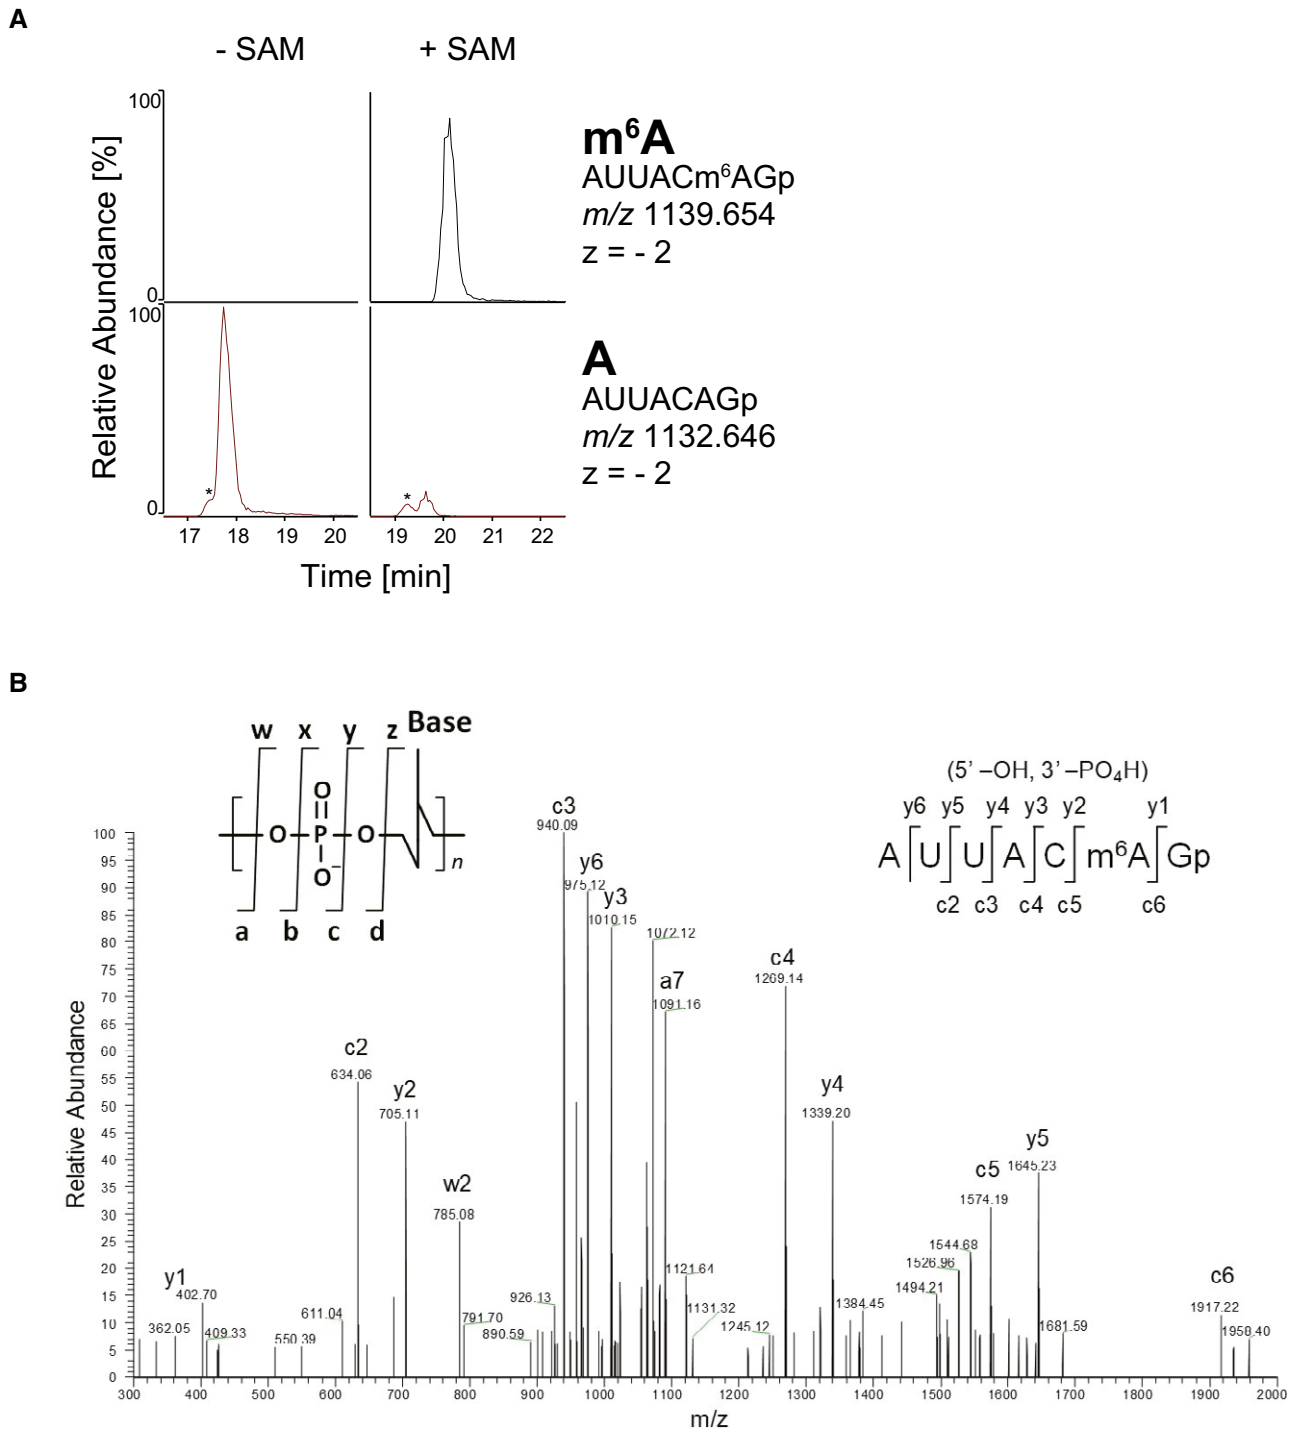 A
- SAM
+ SAM
Relative Abundance [%]
100
0
100
0
*
*
17 18 19 20
19 20 21 22
Time [min]
m⁶A
AUUACm⁶AGp
m/z 1139.654
z = - 2
A
AUUACAGp
m/z 1132.646
z = - 2
B
w x y z Base
O
O P O
O⁻
n
a b c d
(5’ –OH, 3’ –PO₄H)
y6 y5 y4 y3 y2 y1
A U U A C m⁶A Gp
c2 c3 c4 c5 c6
Relative Abundance
100
95
90
85
80
75
70
65
60
55
50
45
40
35
30
25
20
15
10
5
0
c3
940.09
y6
975.12
y3
1010.15
1072.12
a7
1091.16
c4
1269.14
c2
634.06
y2
705.11
y4
1339.20
w2
785.08
y5
1645.23
c5
1574.19
y1
402.70
362.05
409.33
550.39
611.04
791.70
890.59
926.13
1121.64
1131.32
1245.12
1384.45
1494.21
1526.96
1544.68
1681.59
c6
1917.22
1958.40
300 400 500 600 700 800 900 1000 1100 1200 1300 1400 1500 1600 1700 1800 1900 2000
m/z